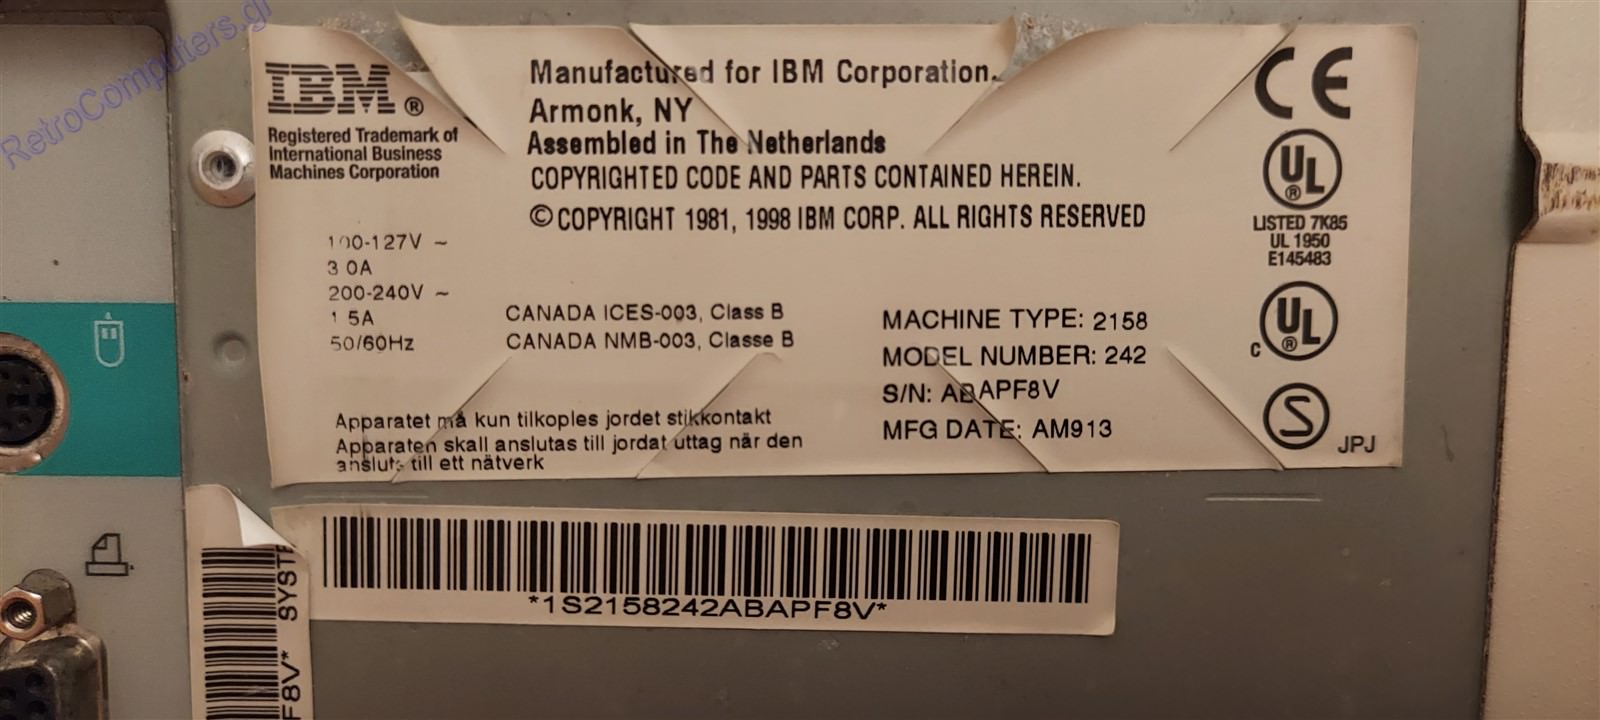 RetroComputers.gr
IBM ®
Registered Trademark of
International Business
Machines Corporation
Manufactured for IBM Corporation.
Armonk, NY
Assembled in The Netherlands
COPYRIGHTED CODE AND PARTS CONTAINED HEREIN.
© COPYRIGHT 1981, 1998 IBM CORP. ALL RIGHTS RESERVED
100-127V ~
3 0A
200-240V ~
1 5A
50/60Hz
CANADA ICES-003, Class B
CANADA NMB-003, Classe B
Apparatet må kun tilkoples jordet stikkontakt
Apparaten skall anslutas till jordat uttag når den
anslut: till ett nätverk
MACHINE TYPE: 2158
MODEL NUMBER: 242
S/N: ABAPF8V
MFG DATE: AM913
CE
UL ®
LISTED 7K85
UL 1950
E145483
C UL ®
S
JPJ
*1S2158242ABAPF8V*
F8V* SYSTE